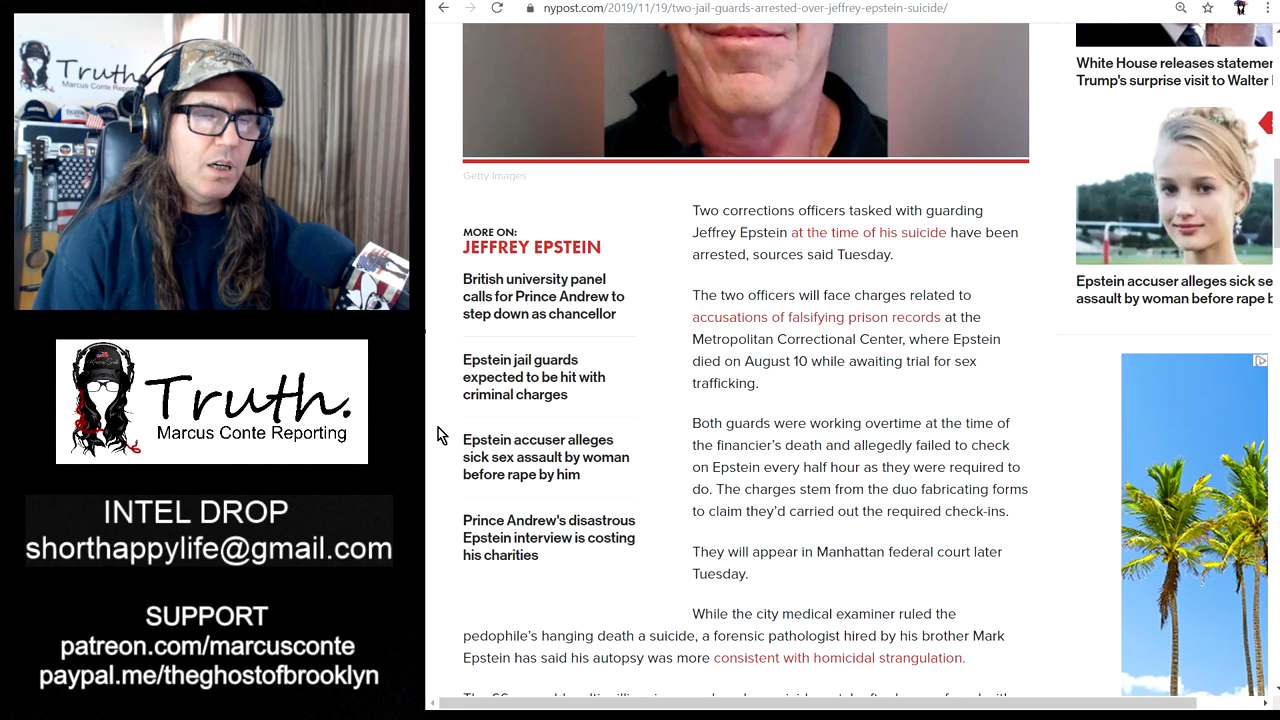 nypost.com/2019/11/19/two-jail-guards-arrested-over-jeffrey-epstein-suicide/
Truth.
Marcus Conte Reporting
Truth.
Marcus Conte Reporting
INTEL DROP
shorthappylife@gmail.com
SUPPORT
patreon.com/marcusconte
paypal.me/theghostofbrooklyn
Getty Images
MORE ON:
JEFFREY EPSTEIN
British university panel
calls for Prince Andrew to
step down as chancellor
Epstein jail guards
expected to be hit with
criminal charges
Epstein accuser alleges
sick sex assault by woman
before rape by him
Prince Andrew's disastrous
Epstein interview is costing
his charities
Two corrections officers tasked with guarding
Jeffrey Epstein at the time of his suicide have been
arrested, sources said Tuesday.
The two officers will face charges related to
accusations of falsifying prison records at the
Metropolitan Correctional Center, where Epstein
died on August 10 while awaiting trial for sex
trafficking.
Both guards were working overtime at the time of
the financier's death and allegedly failed to check
on Epstein every half hour as they were required to
do. The charges stem from the duo fabricating forms
to claim they'd carried out the required check-ins.
They will appear in Manhattan federal court later
Tuesday.
While the city medical examiner ruled the
pedophile's hanging death a suicide, a forensic pathologist hired by his brother Mark
Epstein has said his autopsy was more consistent with homicidal strangulation.
White House releases
Trump's surprise visit to Walter
Epstein accuser alleges sick
assault by woman before rape